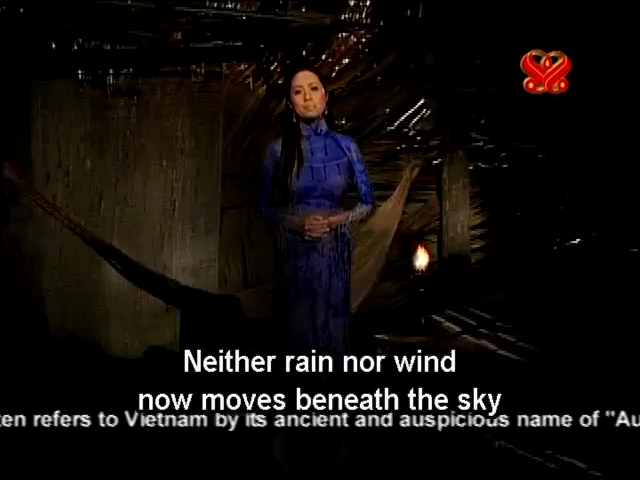 Neither rain nor wind
now moves beneath the sky
refers to Vietnam by its ancient and auspicious name of